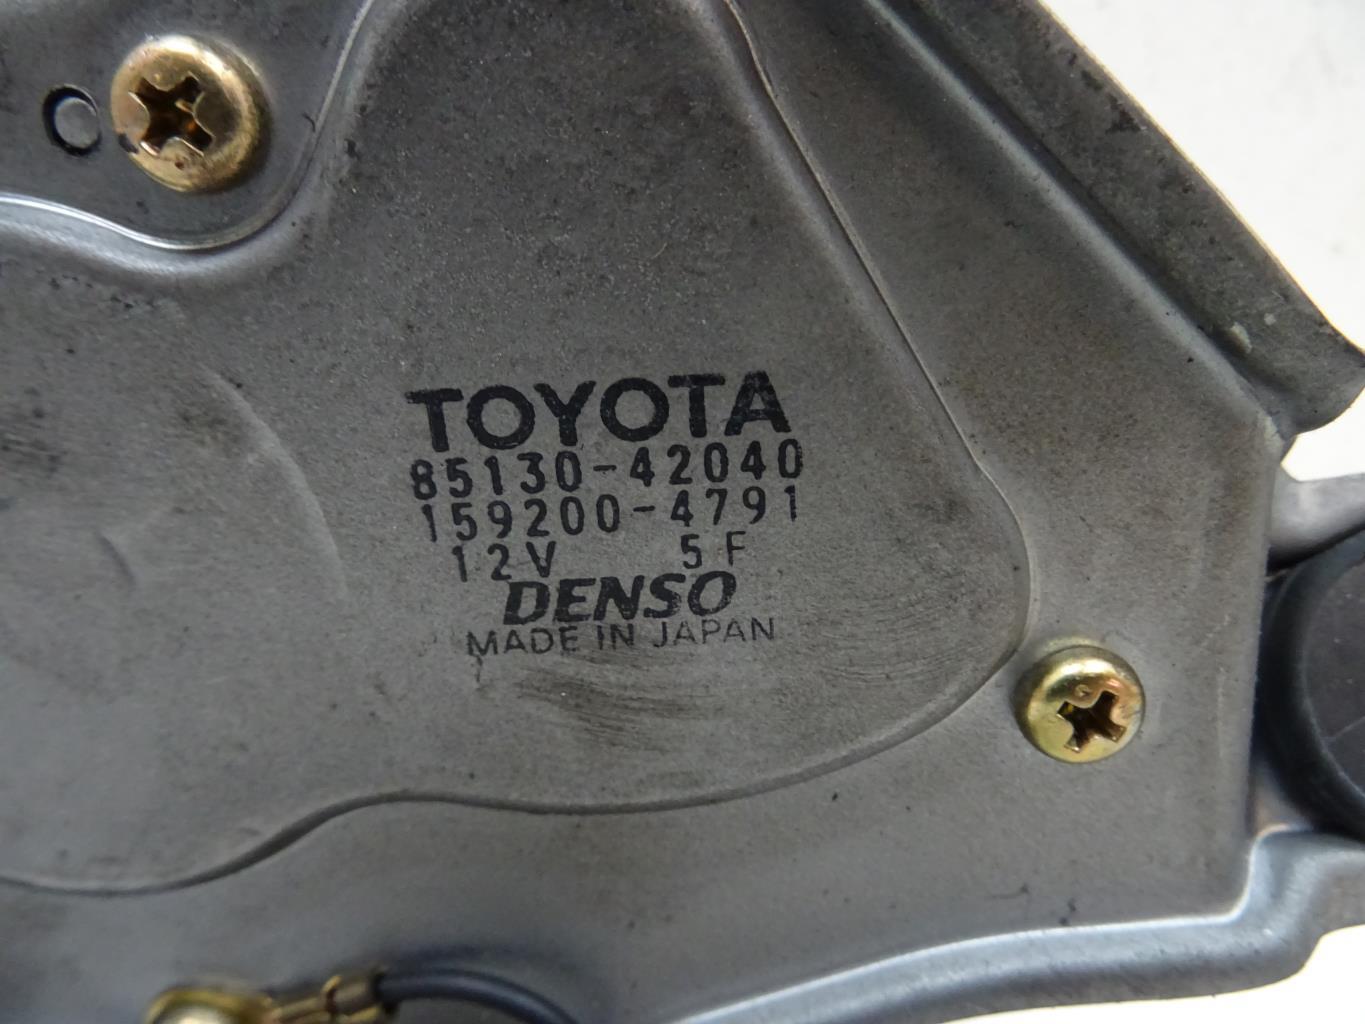 TOYOTA
85130-42040
159200-4791
12V 5F
DENSO
MADE IN JAPAN